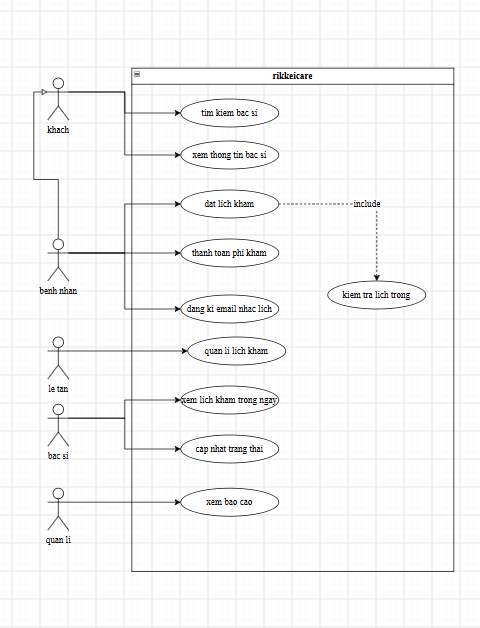 rikkeicare
khach
tim kiem bac si
xem thong tin bac si
dat lich kham
include
benh nhan
thanh toan phi kham
kiem tra lich trong
dang ki email nhac lich
le tan
quan li lich kham
xem lich kham trong ngay
bac si
cap nhat trang thai
quan li
xem bao cao